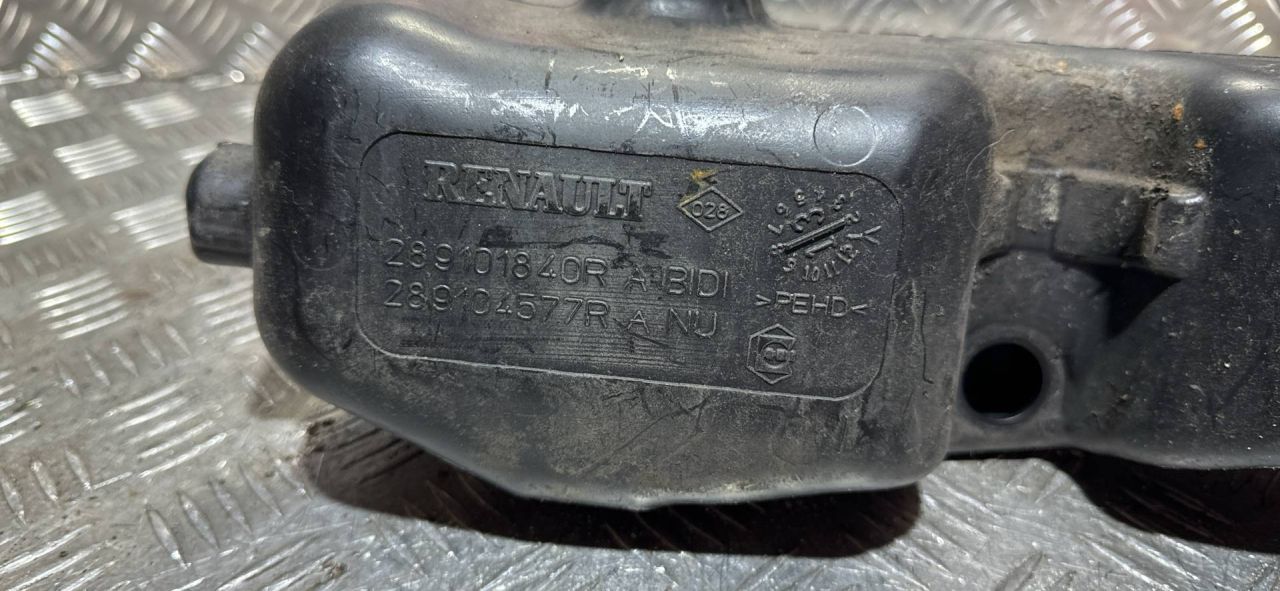 RENAULT
028
289101840R A BIDI
289104577R A NU
>PEHD<